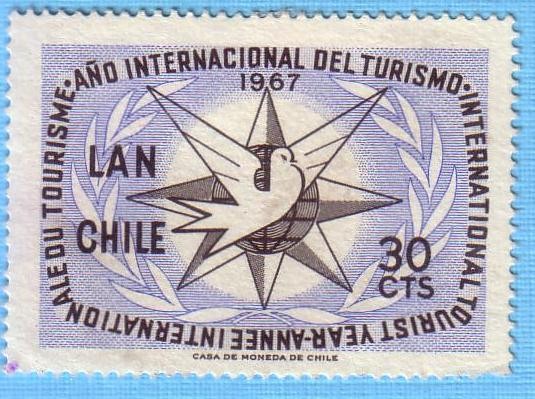 AÑO INTERNACIONAL DEL TURISMO • INTERNATIONAL TOURIST YEAR - ANNÉE INTERNATIONALE DU TOURISME •
1967
LAN
CHILE
30
CTS
CASA DE MONEDA DE CHILE